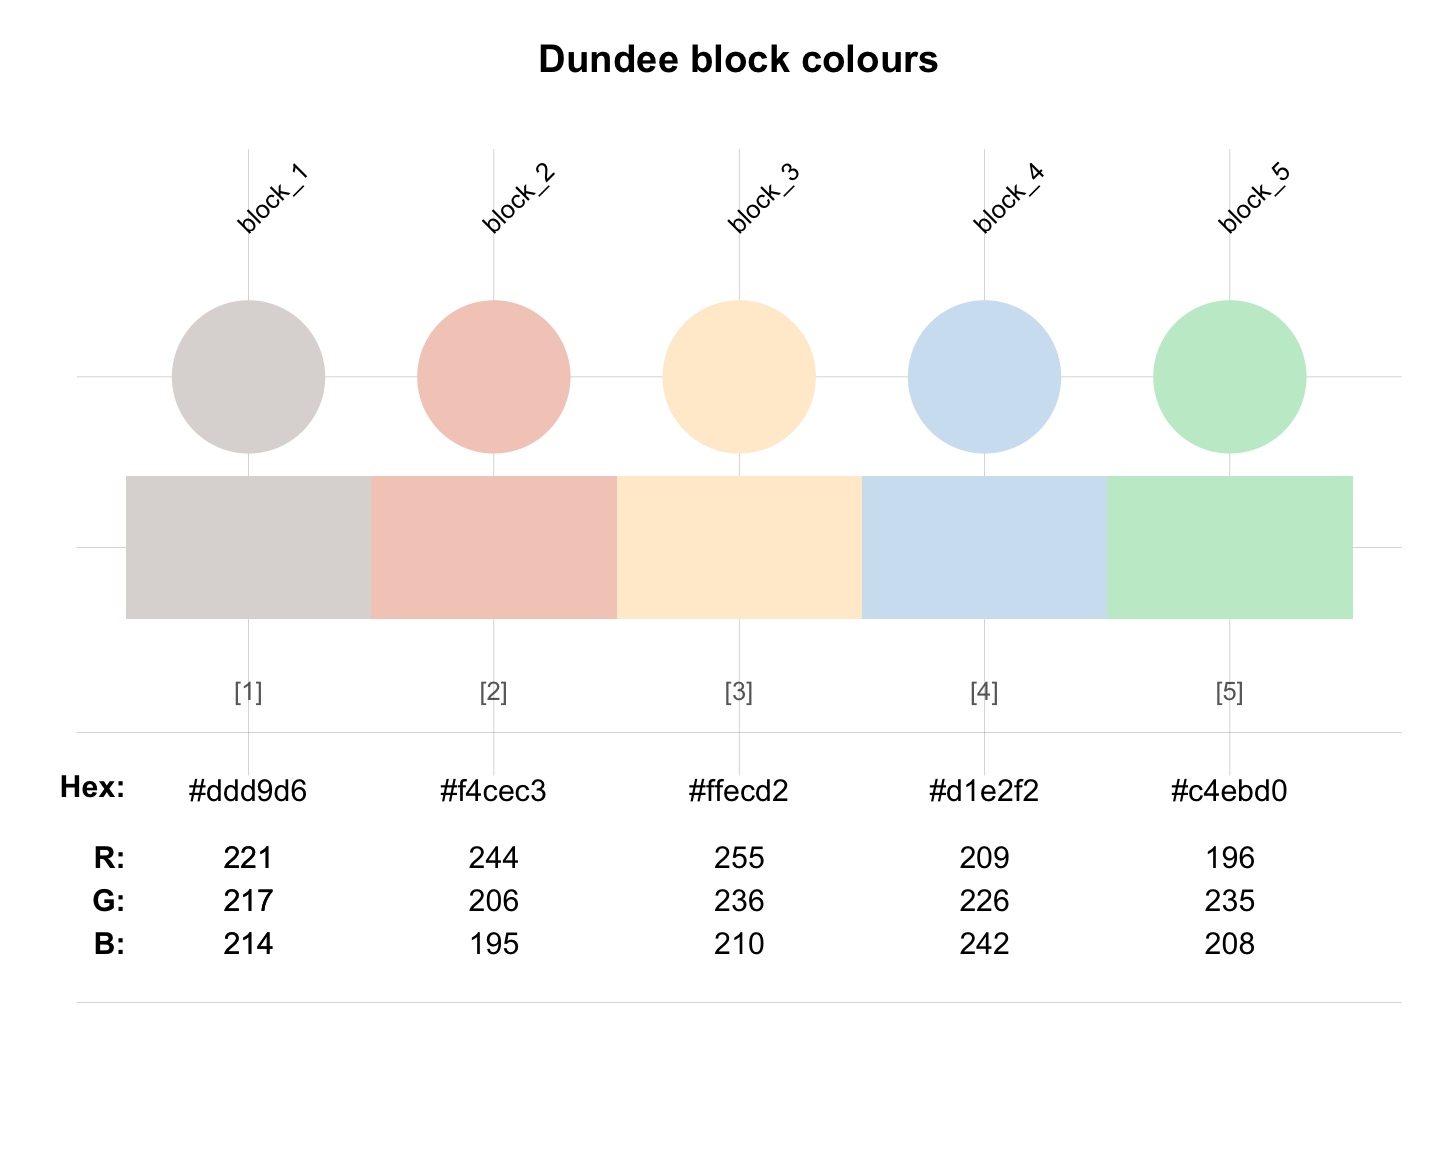 Dundee block colours
block_1 block_2 block_3 block_4 block_5
[1] [2] [3] [4] [5]
Hex: #ddd9d6 #f4cec3 #ffecd2 #d1e2f2 #c4ebd0
R: 221 244 255 209 196
G: 217 206 236 226 235
B: 214 195 210 242 208